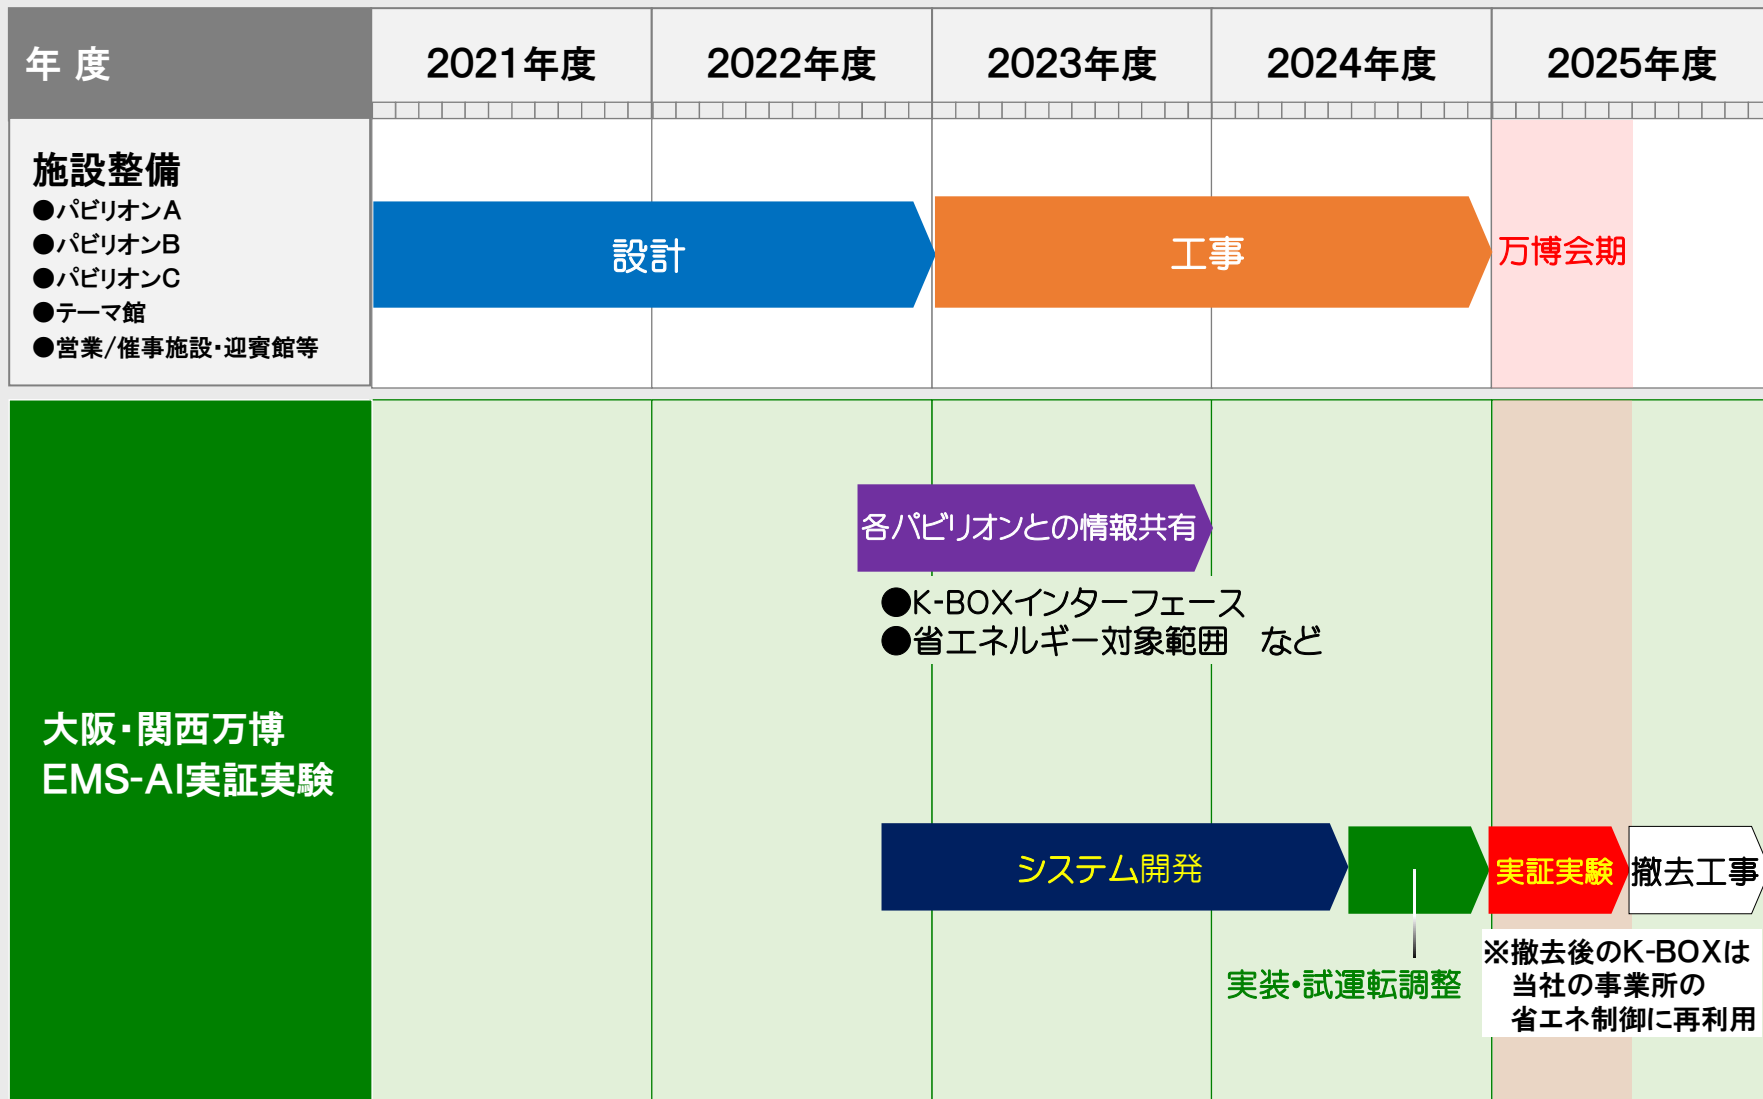 年 度
2021年度
2022年度
2023年度
2024年度
2025年度
施設整備
●パビリオンA
●パビリオンB
●パビリオンC
●テーマ館
●営業/催事施設・迎賓館等
設計
工事
万博会期
大阪・関西万博
EMS-AI実証実験
各パビリオンとの情報共有
●K-BOXインターフェース
●省エネルギー対象範囲　など
システム開発
実証実験
撤去工事
実装・試運転調整
※撤去後のK-BOXは
当社の事業所の
省エネ制御に再利用